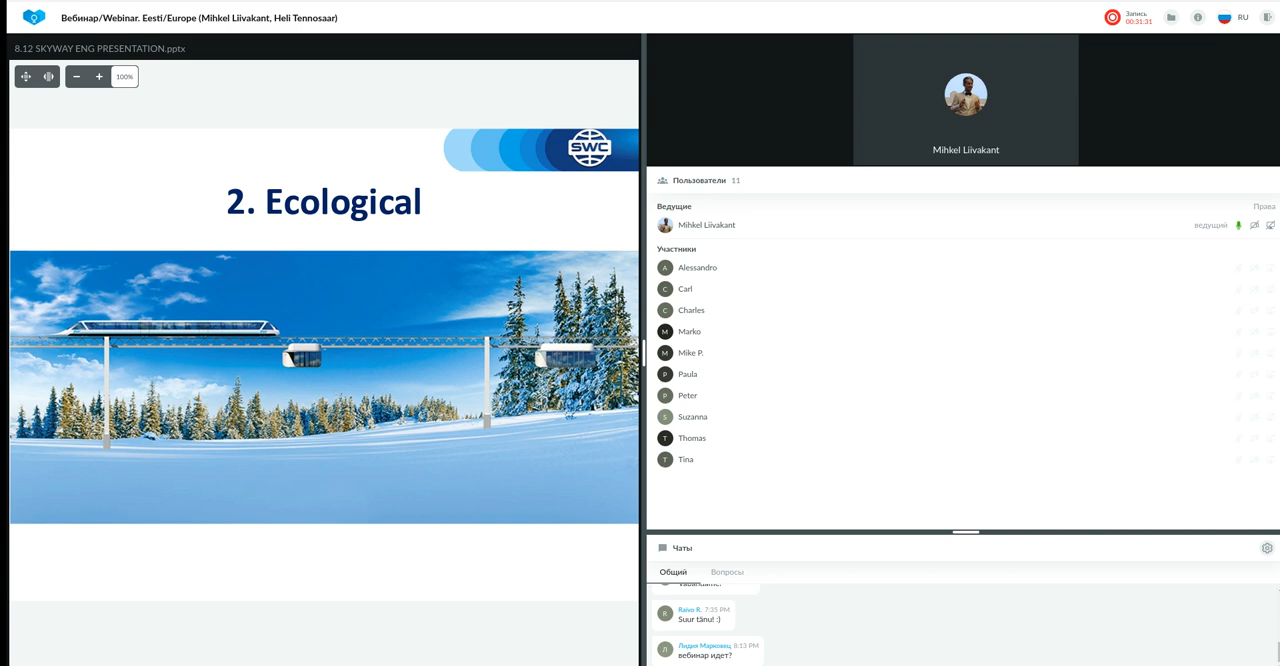 Вебинар/Webinar. Eesti/Europe (Mihkel Liivakant, Heli Tennosaar)
Запись
00:31:31
RU
8.12 SKYWAY ENG PRESENTATION.pptx
100%
SWC
2. Ecological
Mihkel Liivakant
Пользователи 11
Ведущие Права
Mihkel Liivakant ведущий
Участники
A Alessandro
C Carl
C Charles
M Marko
M Mike P.
P Paula
P Peter
S Suzanna
T Thomas
T Tina
Чаты
Общий Вопросы
R Raivo R. 7:35 PM
Suur tänu! :)
Л Лидия Марковец 8:13 PM
вебинар идет?